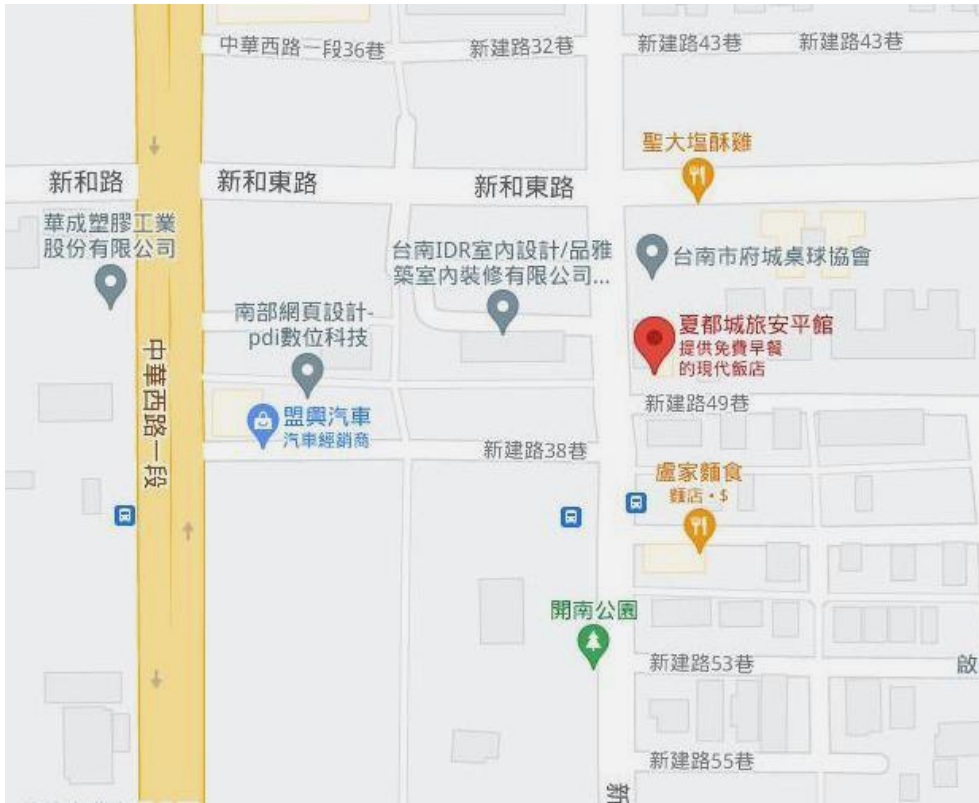 中華西路一段36巷
新建路32巷
新建路43巷
新建路43巷
聖大塩酥雞
新和路
新和東路
新和東路
華成塑膠工業
股份有限公司
台南IDR室內設計/品雅
築室內裝修有限公司...
台南市府城桌球協會
南部網頁設計-
pdi數位科技
夏都城旅安平館
提供免費早餐
的現代飯店
中華西路一段
新建路49巷
盟興汽車
汽車經銷商
新建路38巷
盧家麵食
麵店・$
開南公園
新建路53巷
啟
新建路55巷
新